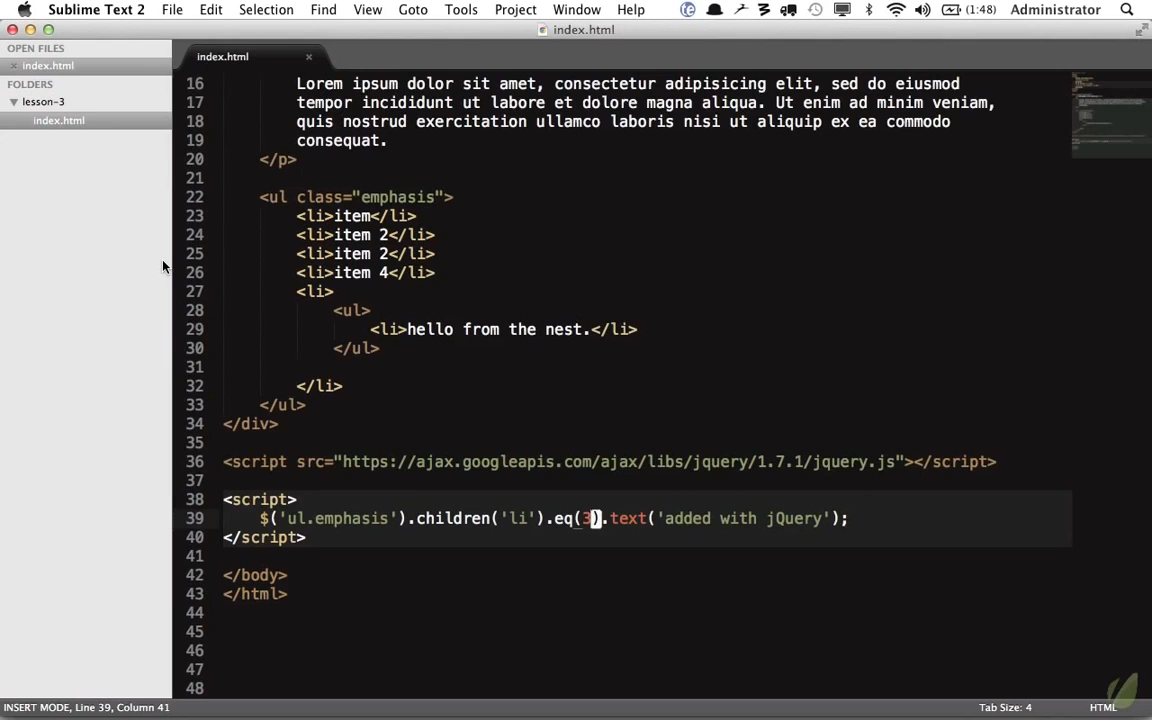 Sublime Text 2 File Edit Selection Find View Goto Tools Project Window Help (1:48) Administrator
index.html
OPEN FILES
index.html
FOLDERS
lesson-3
index.html
index.html
16 Lorem ipsum dolor sit amet, consectetur adipisicing elit, sed do eiusmod
17 tempor incididunt ut labore et dolore magna aliqua. Ut enim ad minim veniam,
18 quis nostrud exercitation ullamco laboris nisi ut aliquip ex ea commodo
19 consequat.
20 </p>
21
22 <ul class="emphasis">
23 <li>item</li>
24 <li>item 2</li>
25 <li>item 2</li>
26 <li>item 4</li>
27 <li>
28 <ul>
29 <li>hello from the nest.</li>
30 </ul>
31
32 </li>
33 </ul>
34 </div>
35
36 <script src="https://ajax.googleapis.com/ajax/libs/jquery/1.7.1/jquery.js"></script>
37
38 <script>
39 $('ul.emphasis').children('li').eq(3).text('added with jQuery');
40 </script>
41
42 </body>
43 </html>
44
45
46
47
48
INSERT MODE, Line 39, Column 41 Tab Size: 4 HTML